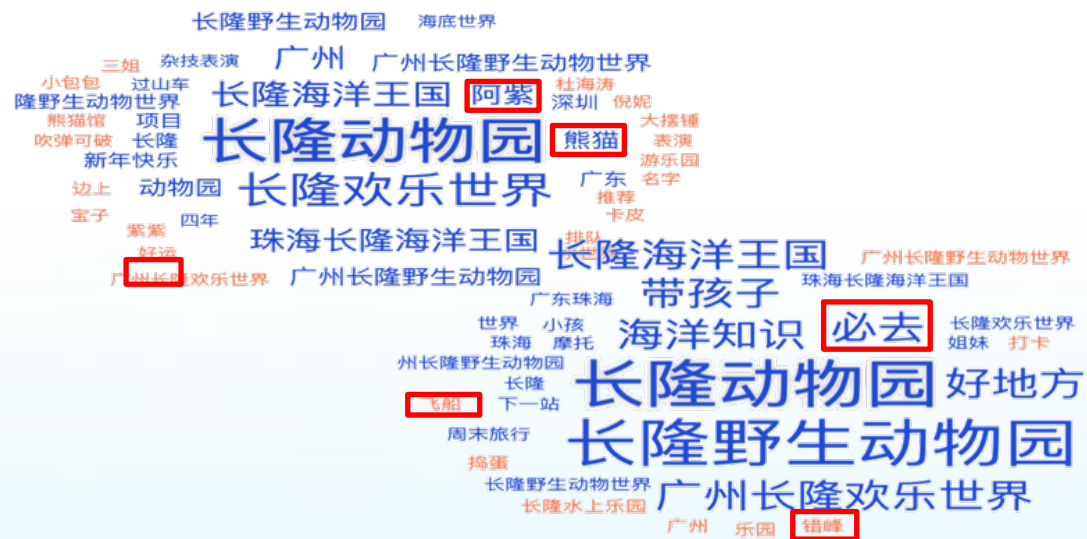 长隆野生动物园 海底世界
三姐 杂技表演 广州 广州长隆野生动物世界
小包包 过山车 长隆海洋王国 阿紫 杜海涛
隆野生动物世界 深圳 倪妮
熊猫馆 项目 长隆动物园 熊猫 大摆锤
吹弹可破 长隆 表演
新年快乐 游乐园
边上 动物园 长隆欢乐世界 广东 名字
推荐
宝子 四年 卡皮
紫紫 珠海长隆海洋王国 排队
好运 长隆海洋王国 广州长隆野生动物世界
广州长隆欢乐世界 广州长隆野生动物园 珠海长隆海洋王国
广东珠海 带孩子
世界 小孩 海洋知识 必去 长隆欢乐世界
珠海 摩托 姐妹 打卡
州长隆野生动物园
长隆 长隆动物园 好地方
飞船 下一站
周末旅行 长隆野生动物园
捣蛋
长隆野生动物世界 广州长隆欢乐世界
长隆水上乐园
广州 乐园 错峰